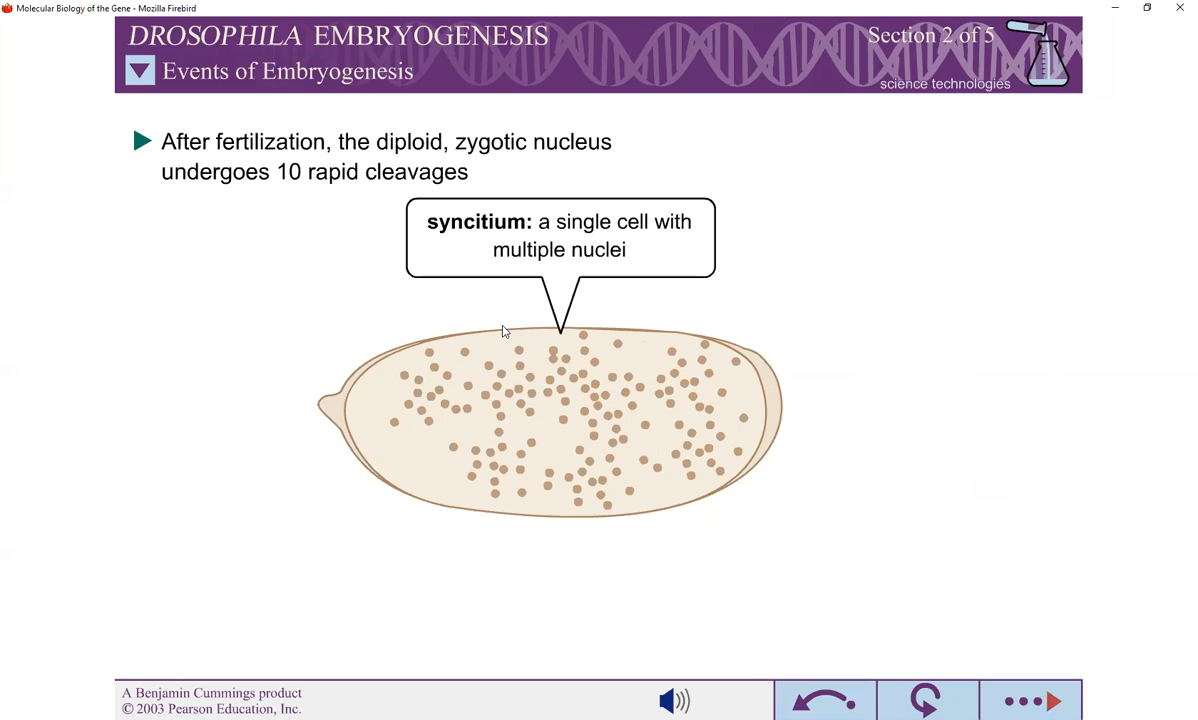 Molecular Biology of the Gene - Mozilla Firebird
DROSOPHILA EMBRYOGENESIS
Section 2 of 5
Events of Embryogenesis
science technologies
After fertilization, the diploid, zygotic nucleus
undergoes 10 rapid cleavages
syncitium: a single cell with
multiple nuclei
A Benjamin Cummings product
© 2003 Pearson Education, Inc.